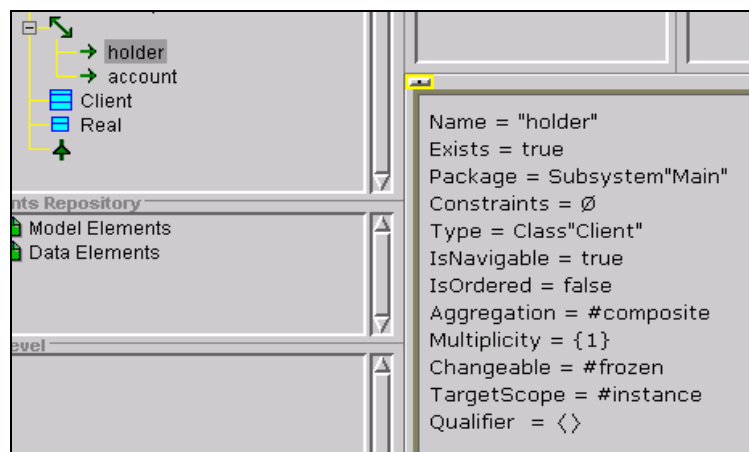 holder
account
Client
Real
nts Repository
Model Elements
Data Elements
evel
Name = "holder"
Exists = true
Package = Subsystem"Main"
Constraints = Ø
Type = Class"Client"
IsNavigable = true
IsOrdered = false
Aggregation = #composite
Multiplicity = {1}
Changeable = #frozen
TargetScope = #instance
Qualifier = ⟨⟩